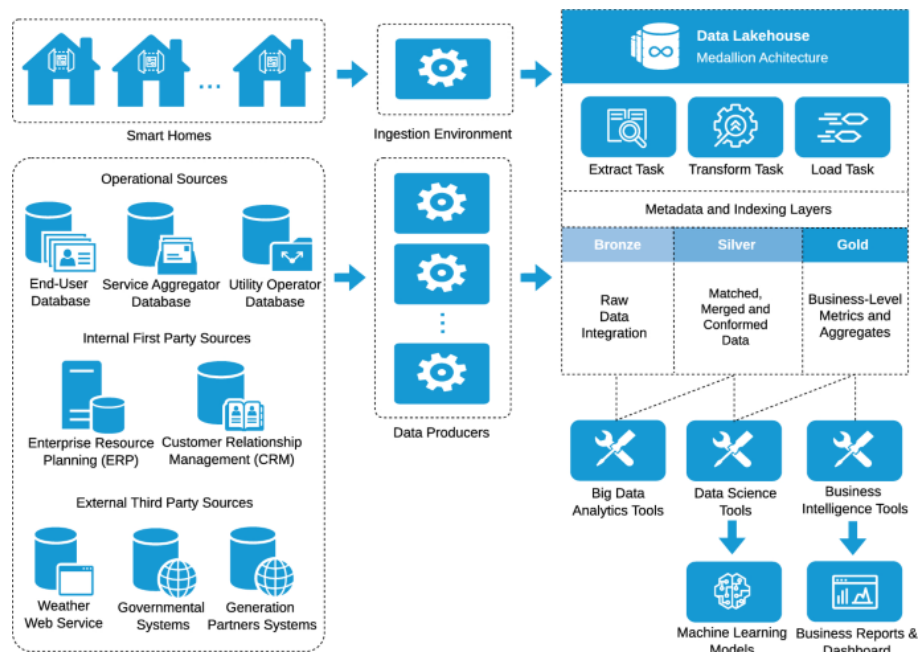 Data Lakehouse
Medallion Achitecture
Smart Homes
Ingestion Environment
Extract Task
Transform Task
Load Task
Metadata and Indexing Layers
Operational Sources
End-User
Database
Service Aggregator
Database
Utility Operator
Database
Internal First Party Sources
Enterprise Resource
Planning (ERP)
Customer Relationship
Management (CRM)
External Third Party Sources
Weather
Web Service
Governmental
Systems
Generation
Partners Systems
Data Producers
Bronze
Silver
Gold
Raw
Data
Integration
Matched,
Merged and
Conformed
Data
Business-Level
Metrics and
Aggregates
Big Data
Analytics Tools
Data Science
Tools
Business
Intelligence Tools
Machine Learning
Models
Business Reports &
Dashboard